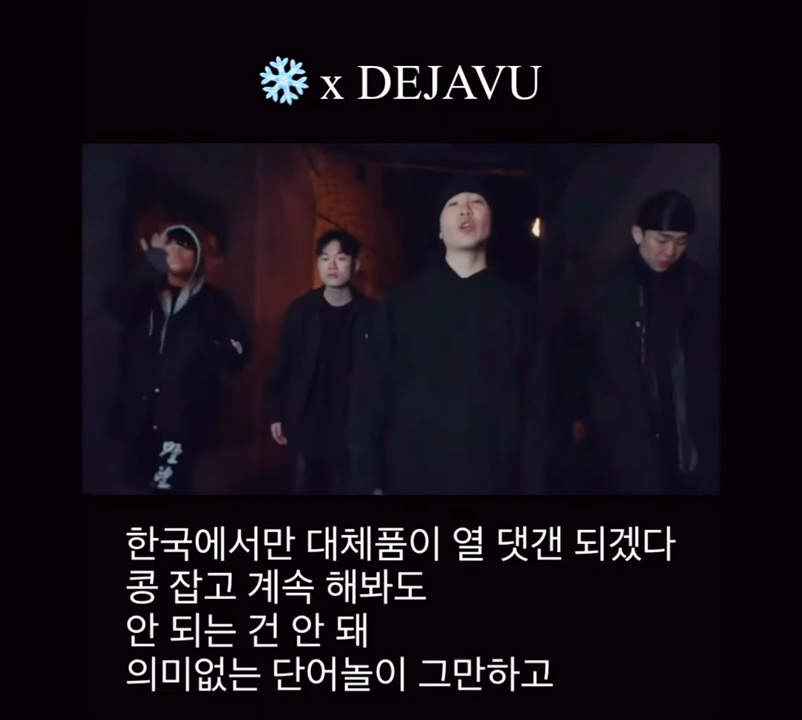 ❄️ x DEJAVU
한국에서만 대체품이 열 댓갠 되겠다
콩 잡고 계속 해봐도
안 되는 건 안 돼
의미없는 단어놀이 그만하고